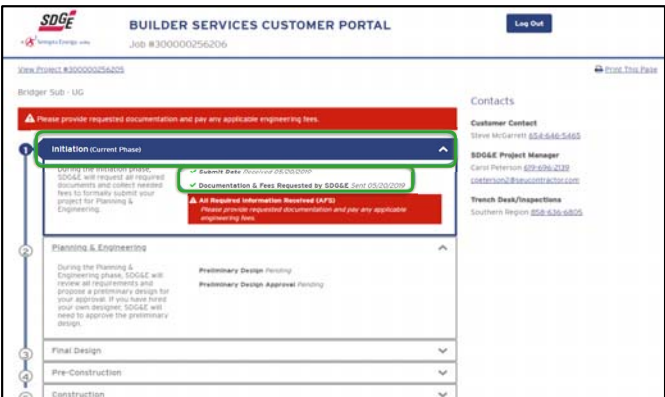 SDGE
A Sempra Energy utility
BUILDER SERVICES CUSTOMER PORTAL
Job #300000256206
Log Out
View Project #300000256205
Print This Page
Bridger Sub - UG
Please provide requested documentation and pay any applicable engineering fees.
1
Initiation (Current Phase)
During the Initiation phase,
SDG&E will request all required
documents and collect needed
fees to formally submit your
project for Planning &
Engineering.
Submit Date Received 05/20/2019
Documentation & Fees Requested by SDG&E Sent 05/20/2019
All Required Information Received (AFS)
Please provide requested documentation and pay any applicable
engineering fees.
2
Planning & Engineering
During the Planning &
Engineering phase, SDG&E will
review all requirements and
propose a preliminary design for
your approval. If you have hired
your own designer, SDG&E will
need to approve the preliminary
design.
Preliminary Design Pending
Preliminary Design Approval Pending
3
Final Design
4
Pre-Construction
Construction
Contacts
Customer Contact
Steve McGarrett 654-646-5465
SDG&E Project Manager
Carol Peterson 619-696-2139
cpeterson2@seucontractor.com
Trench Desk/Inspections
Southern Region 858-636-6805